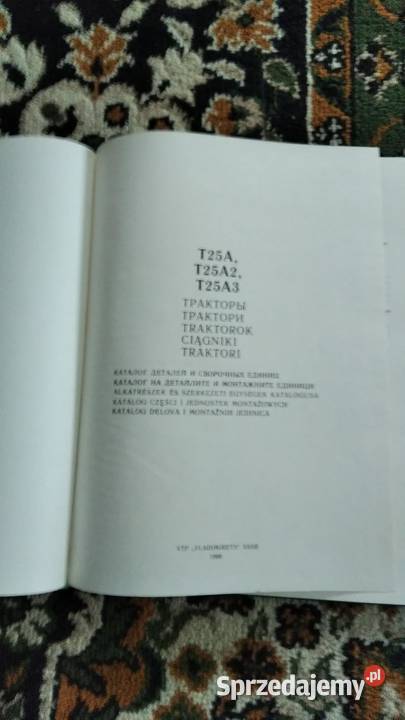 T25A,
T25A2,
T25A3
ТРАКТОРЫ
ТРАКТОРИ
TRAKTOROK
CIĄGNIKI
TRAKTORI
КАТАЛОГ ДЕТАЛЕЙ И СБОРОЧНЫХ ЕДИНИЦ
КАТАЛОГ НА ДЕТАЙЛИТЕ И МОНТАЖНИТЕ ЕДИНИЦИ
ALKATRÉSZEK ÉS SZERKEZETI EGYSÉGEK KATALÓGUSA
KATALOG CZĘŚCI I JEDNOSTEK MONTAŻOWYCH
KATALOG DELOVA I MONTAŽNIH JEDINICA
Sprzedajemy.pl